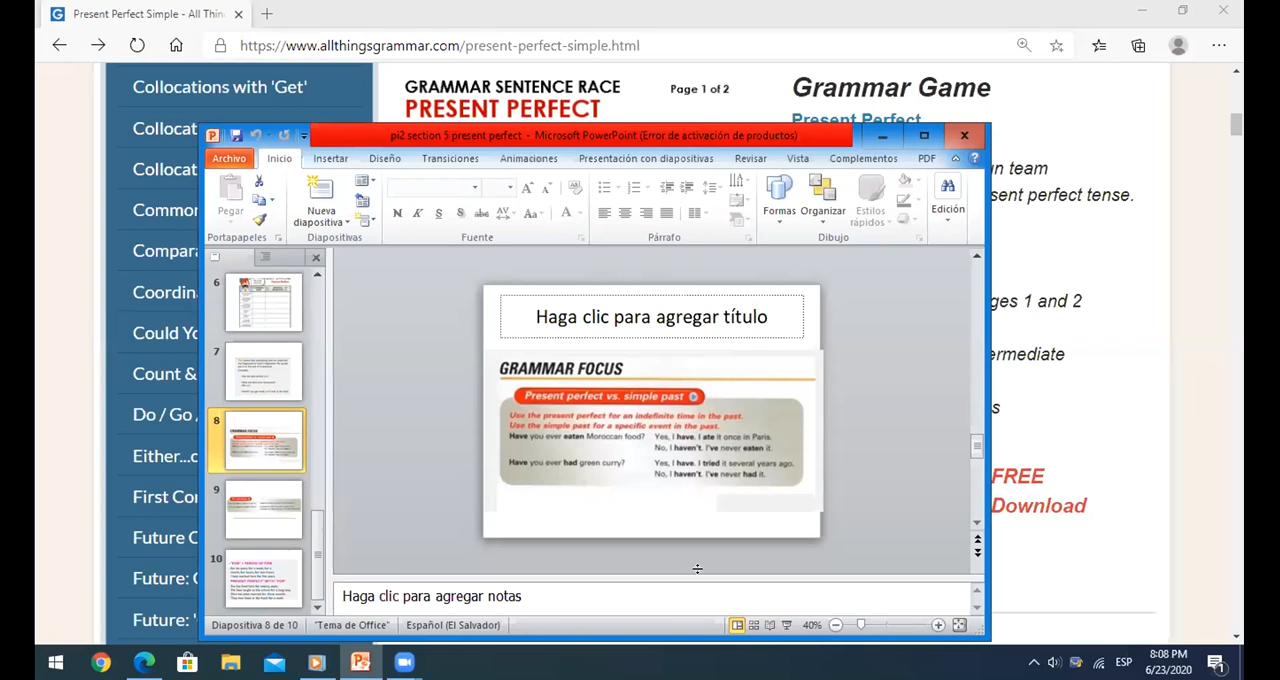 Present Perfect Simple - All Thin
https://www.allthingsgrammar.com/present-perfect-simple.html
Collocations with 'Get'
Collocat
Collocat
Common
Compara
Coordina
Could Yo
Count &
Do / Go /
Either...o
First Con
Future C
Future: G
Future: '
GRAMMAR SENTENCE RACE
PRESENT PERFECT
Page 1 of 2
Grammar Game
Present Perfect
n team
sent perfect tense.
ges 1 and 2
ermediate
s
FREE
Download
pi2 section 5 present perfect - Microsoft PowerPoint (Error de activación de productos)
Archivo Inicio Insertar Diseño Transiciones Animaciones Presentación con diapositivas Revisar Vista Complementos PDF
Pegar
Nueva
diapositiva
Formas Organizar Estilos
rápidos
Edición
Portapapeles Diapositivas Fuente Párrafo Dibujo
6
7
8
9
10
Haga clic para agregar título
GRAMMAR FOCUS
Present perfect vs. simple past
Use the present perfect for an indefinite time in the past.
Use the simple past for a specific event in the past.
Have you ever eaten Moroccan food? Yes, I have. I ate it once in Paris.
No, I haven't. I've never eaten it.
Have you ever had green curry? Yes, I have. I tried it several years ago.
No, I haven't. I've never had it.
Haga clic para agregar notas
Diapositiva 8 de 10 "Tema de Office" Español (El Salvador) 40%
ESP
8:08 PM
6/23/2020